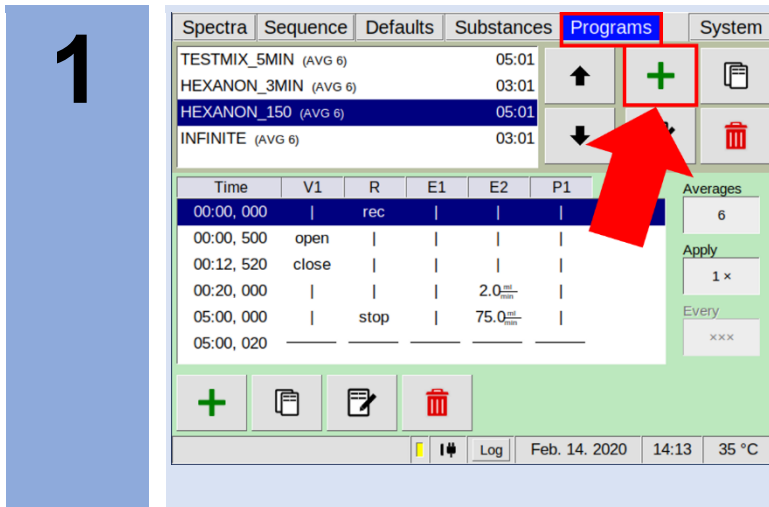 1
Spectra Sequence Defaults Substances Programs System
TESTMIX_5MIN (AVG 6) 05:01
HEXANON_3MIN (AVG 6) 03:01
HEXANON_150 (AVG 6) 05:01
INFINITE (AVG 6) 03:01
Time V1 R E1 E2 P1
00:00, 000 | rec | | |
00:00, 500 open | | | |
00:12, 520 close | | | |
00:20, 000 | | | 2.0 ml/min |
05:00, 000 | stop | 75.0 ml/min |
05:00, 020
Averages
6
Apply
1 ×
Every
×××
Log Feb. 14. 2020 14:13 35 °C